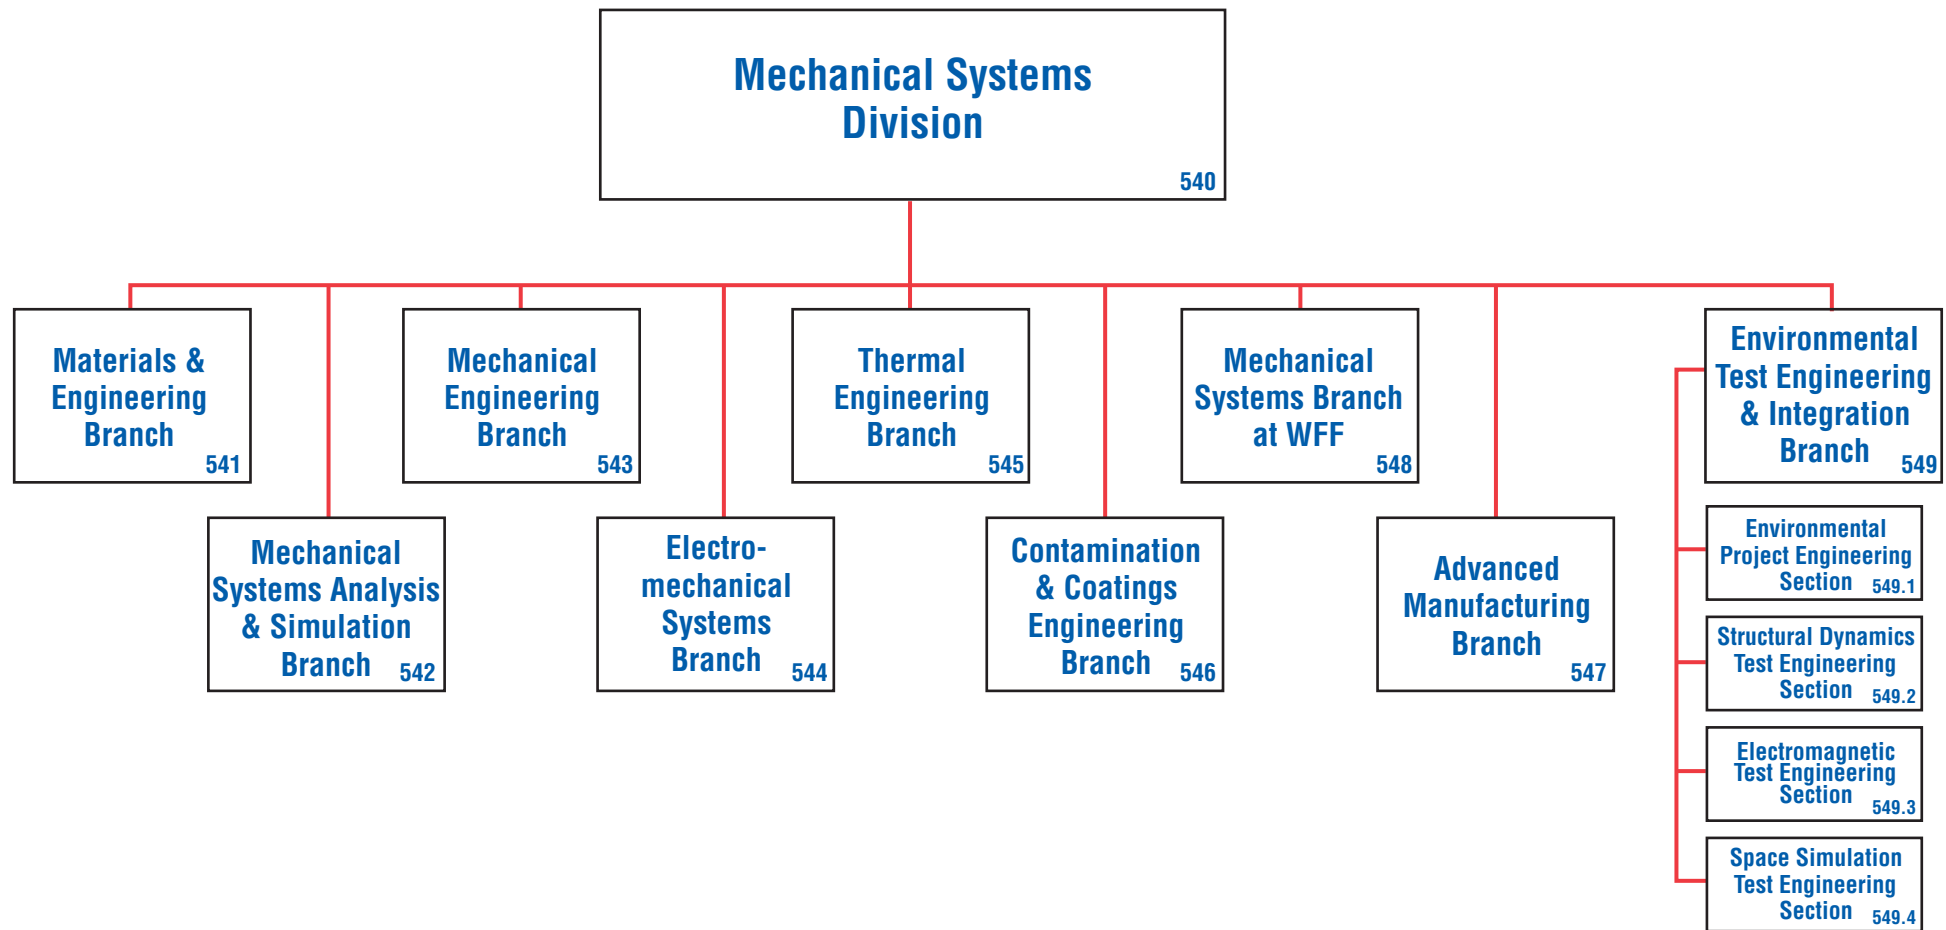 Mechanical Systems
Division
540
Materials &
Engineering
Branch
541
Mechanical
Systems Analysis
& Simulation
Branch 542
Mechanical
Engineering
Branch
543
Electro-
mechanical
Systems
Branch 544
Thermal
Engineering
Branch
545
Contamination
& Coatings
Engineering
Branch 546
Mechanical
Systems Branch
at WFF
548
Advanced
Manufacturing
Branch
547
Environmental
Test Engineering
& Integration
Branch 549
Environmental
Project Engineering
Section 549.1
Structural Dynamics
Test Engineering
Section 549.2
Electromagnetic
Test Engineering
Section 549.3
Space Simulation
Test Engineering
Section 549.4